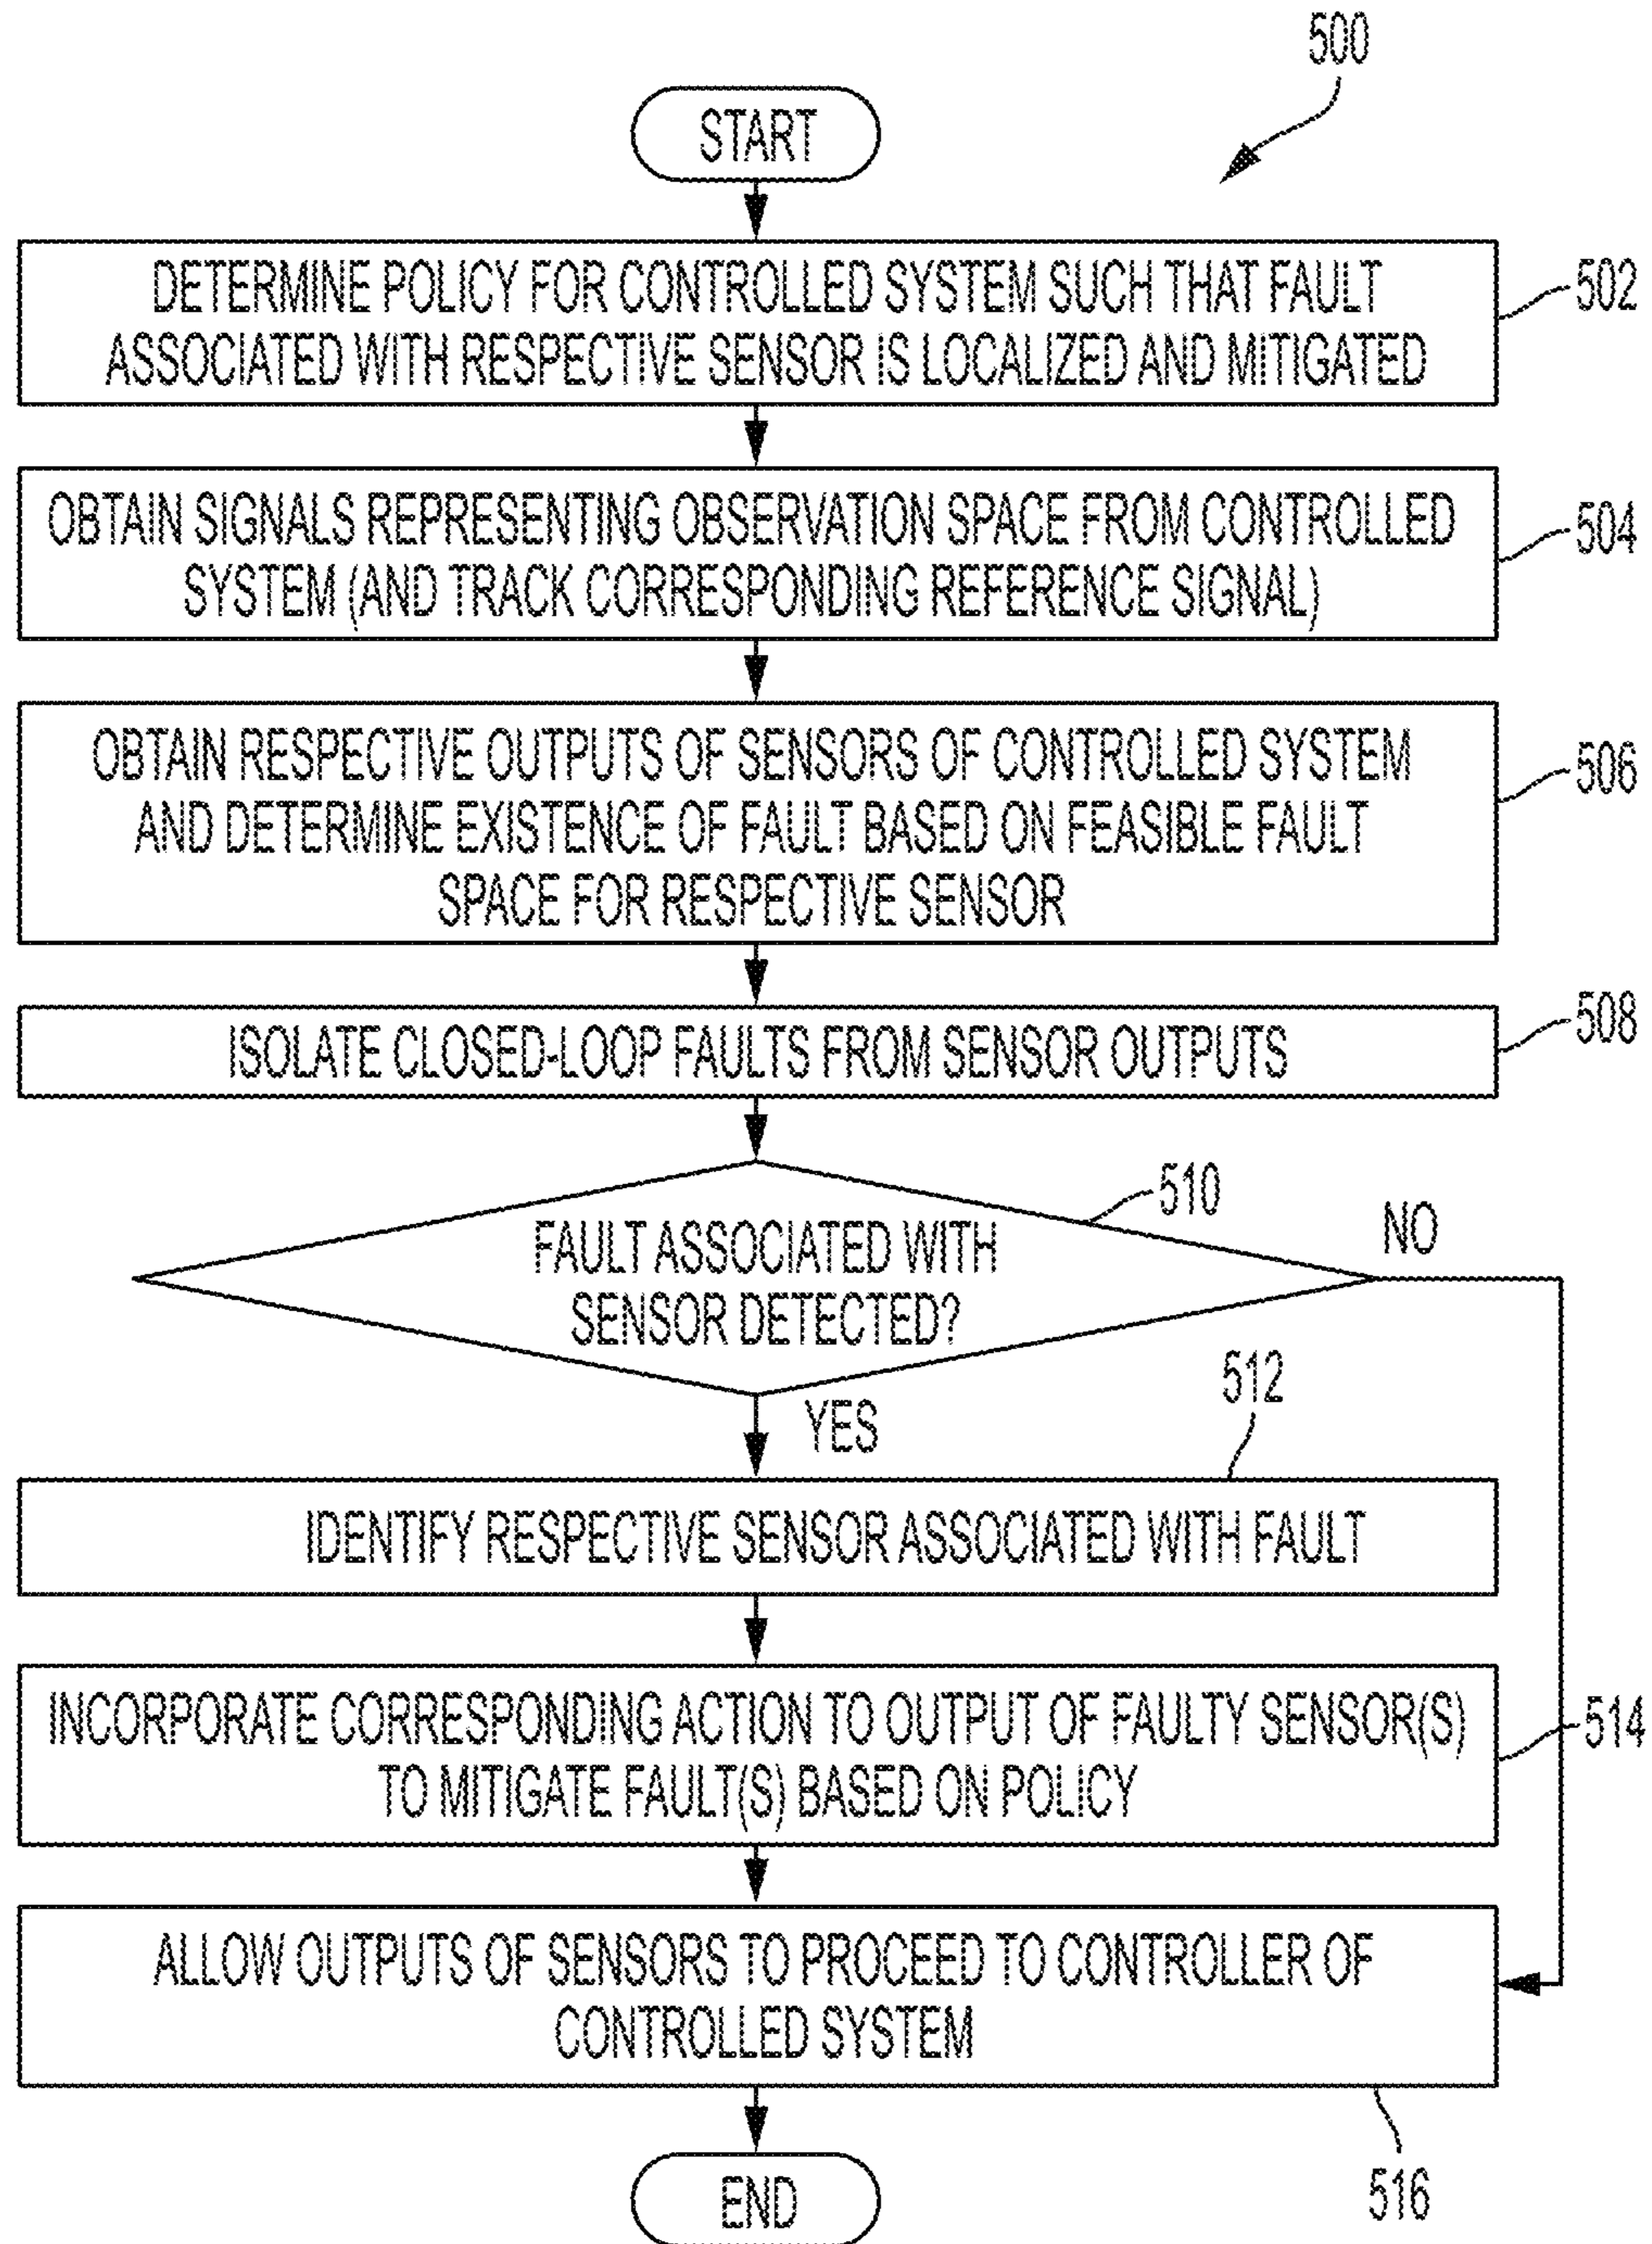 500
START
DETERMINE POLICY FOR CONTROLLED SYSTEM SUCH THAT FAULT
ASSOCIATED WITH RESPECTIVE SENSOR IS LOCALIZED AND MITIGATED
502
OBTAIN SIGNALS REPRESENTING OBSERVATION SPACE FROM CONTROLLED
SYSTEM (AND TRACK CORRESPONDING REFERENCE SIGNAL)
504
OBTAIN RESPECTIVE OUTPUTS OF SENSORS OF CONTROLLED SYSTEM
AND DETERMINE EXISTENCE OF FAULT BASED ON FEASIBLE FAULT
SPACE FOR RESPECTIVE SENSOR
506
ISOLATE CLOSED-LOOP FAULTS FROM SENSOR OUTPUTS
508
510
FAULT ASSOCIATED WITH
SENSOR DETECTED?
NO
YES
512
IDENTIFY RESPECTIVE SENSOR ASSOCIATED WITH FAULT
INCORPORATE CORRESPONDING ACTION TO OUTPUT OF FAULTY SENSOR(S)
TO MITIGATE FAULT(S) BASED ON POLICY
514
ALLOW OUTPUTS OF SENSORS TO PROCEED TO CONTROLLER OF
CONTROLLED SYSTEM
516
END